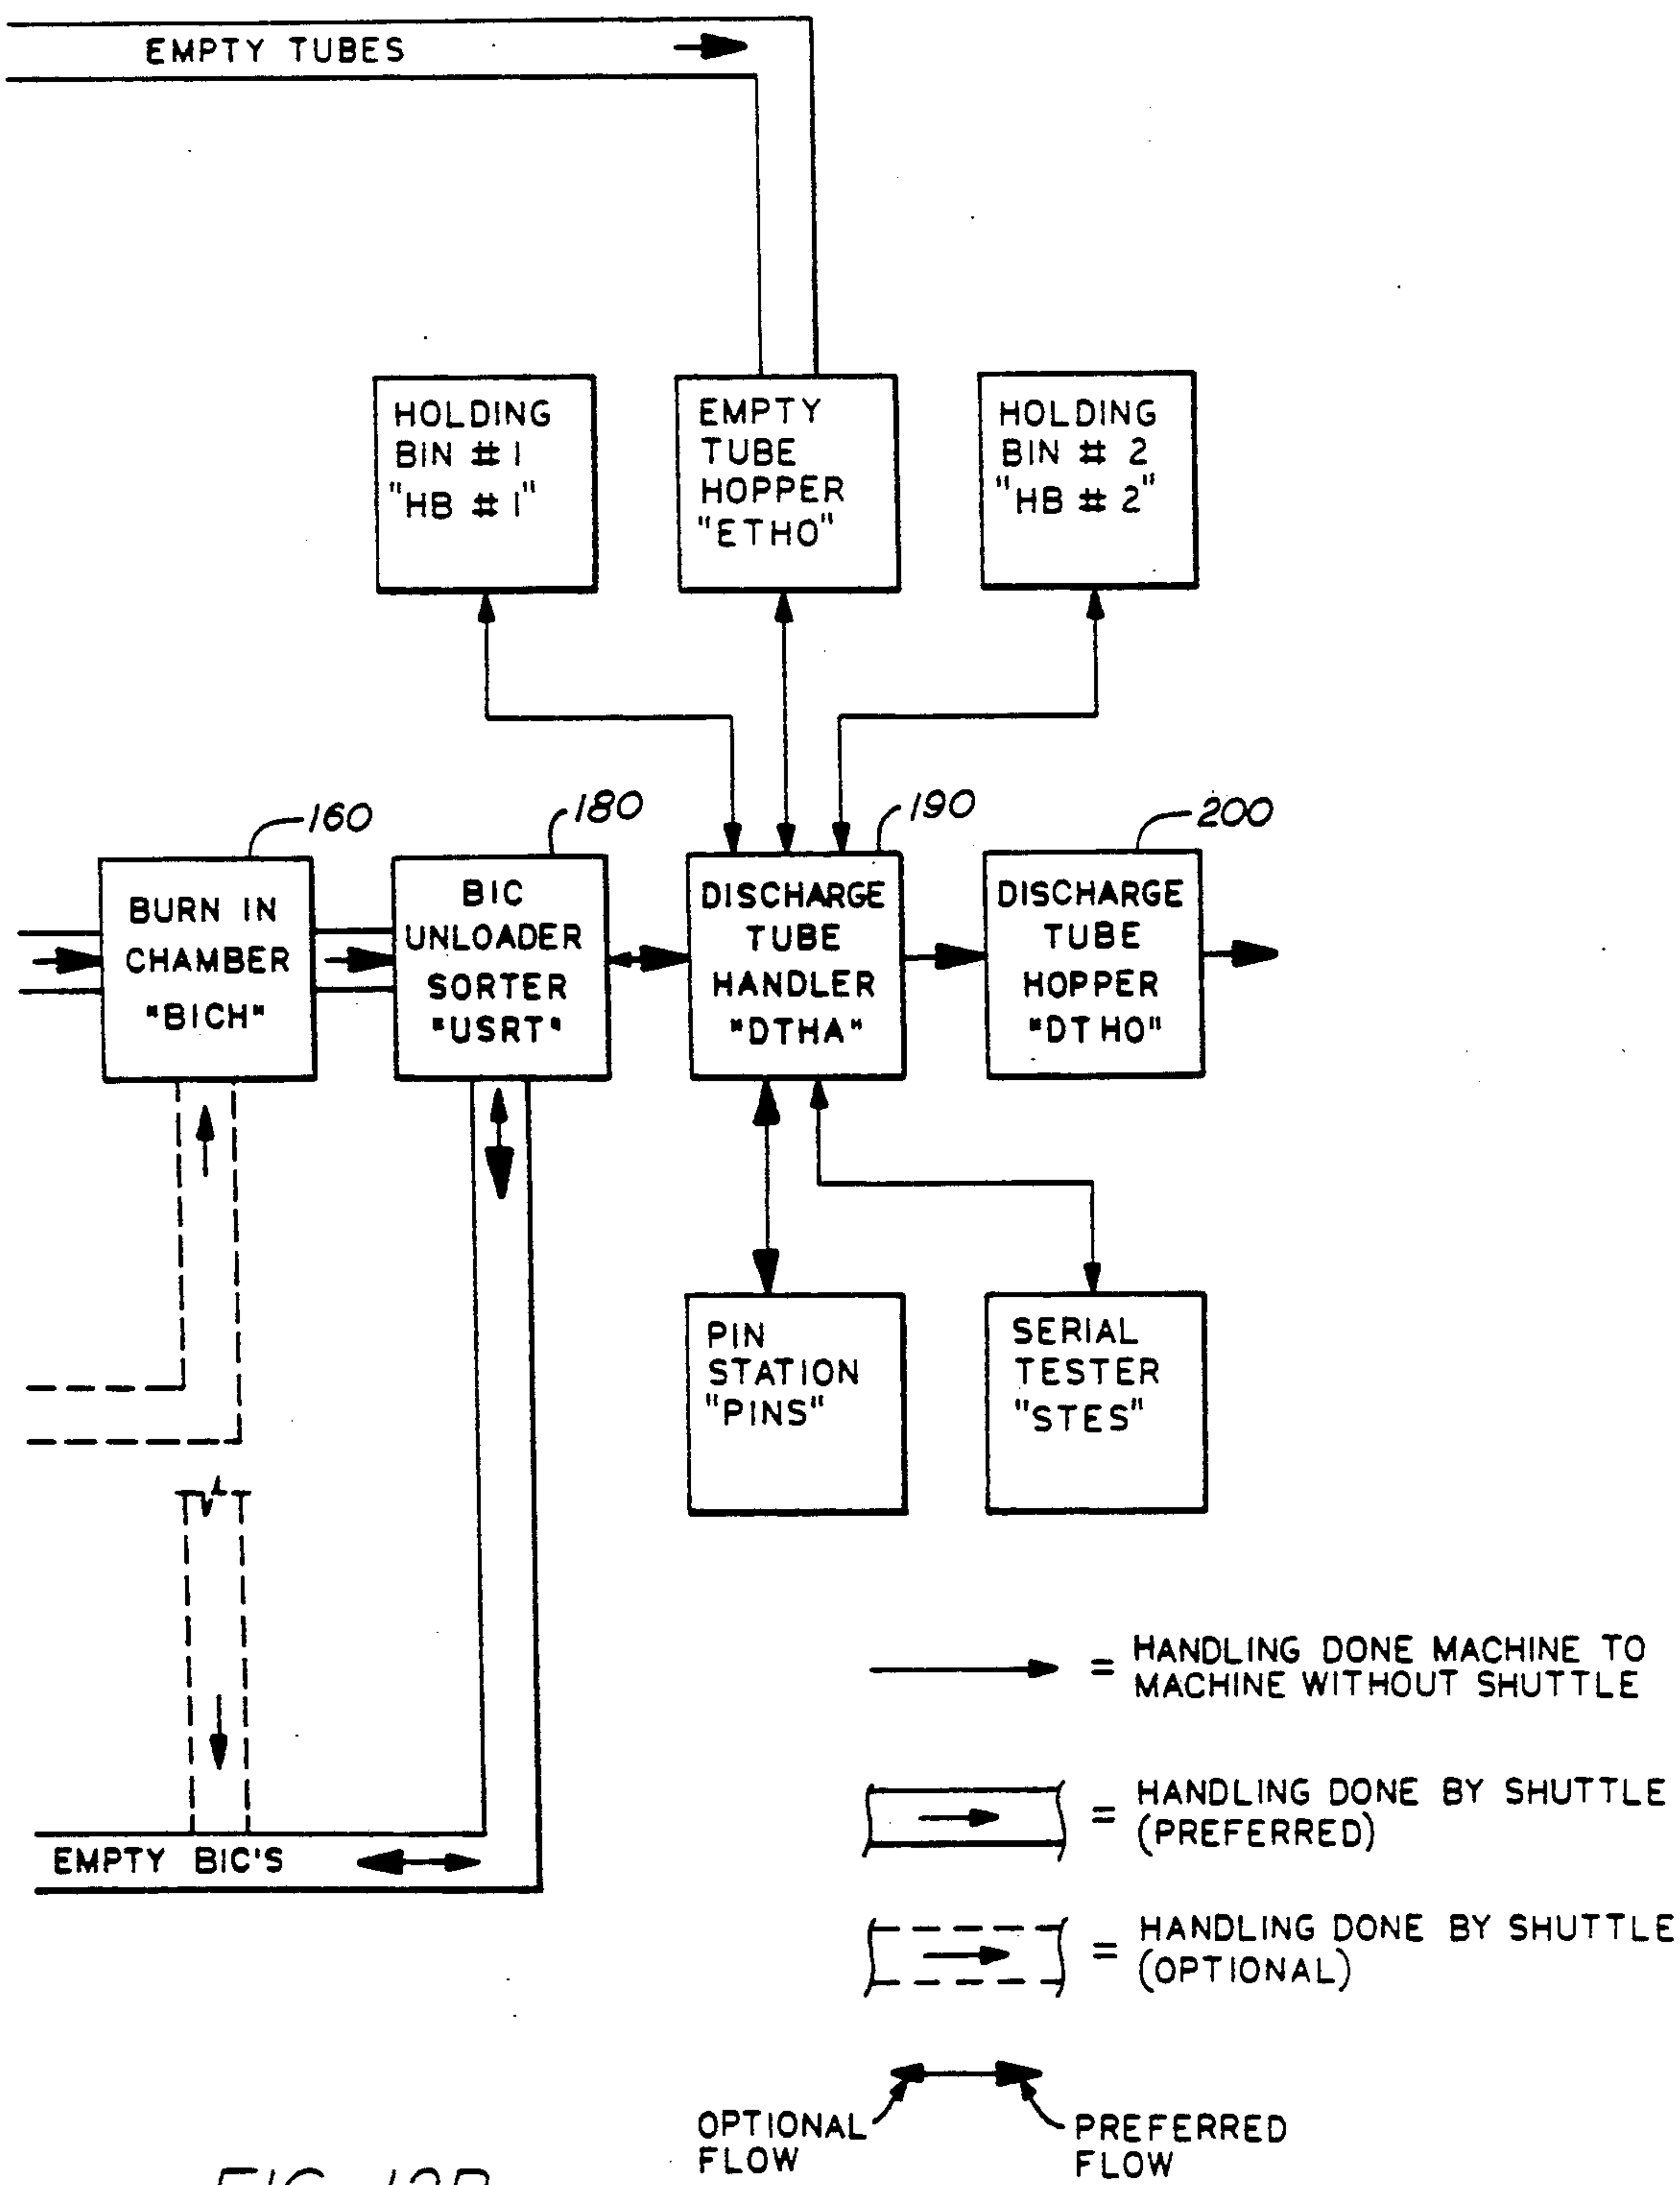 EMPTY TUBES
HOLDING
BIN # 1
"HB # 1"
EMPTY
TUBE
HOPPER
"ETHO"
HOLDING
BIN # 2
"HB # 2"
160
180
190
200
BURN IN
CHAMBER
"BICH"
BIC
UNLOADER
SORTER
"USRT"
DISCHARGE
TUBE
HANDLER
"DTHA"
DISCHARGE
TUBE
HOPPER
"DTHO"
PIN
STATION
"PINS"
SERIAL
TESTER
"STES"
= HANDLING DONE MACHINE TO
MACHINE WITHOUT SHUTTLE
= HANDLING DONE BY SHUTTLE
(PREFERRED)
EMPTY BIC'S
= HANDLING DONE BY SHUTTLE
(OPTIONAL)
OPTIONAL
FLOW
PREFERRED
FLOW